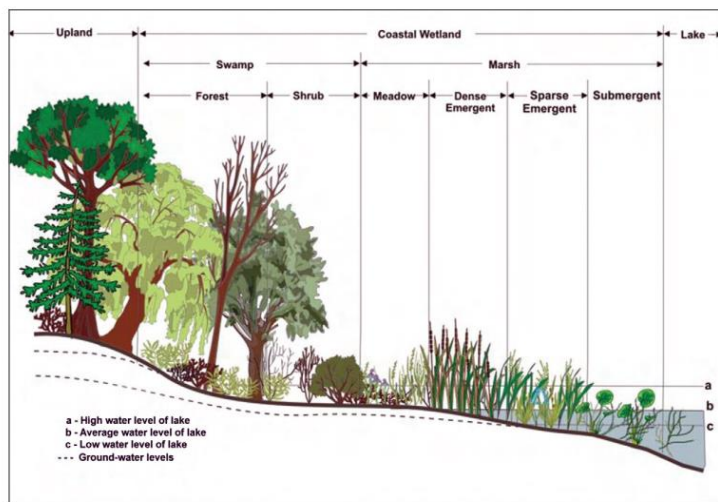 Upland
Coastal Wetland
Lake
Swamp
Marsh
Forest
Shrub
Meadow
Dense
Emergent
Sparse
Emergent
Submergent
a
b
c
a - High water level of lake
b - Average water level of lake
c - Low water level of lake
--- Ground-water levels